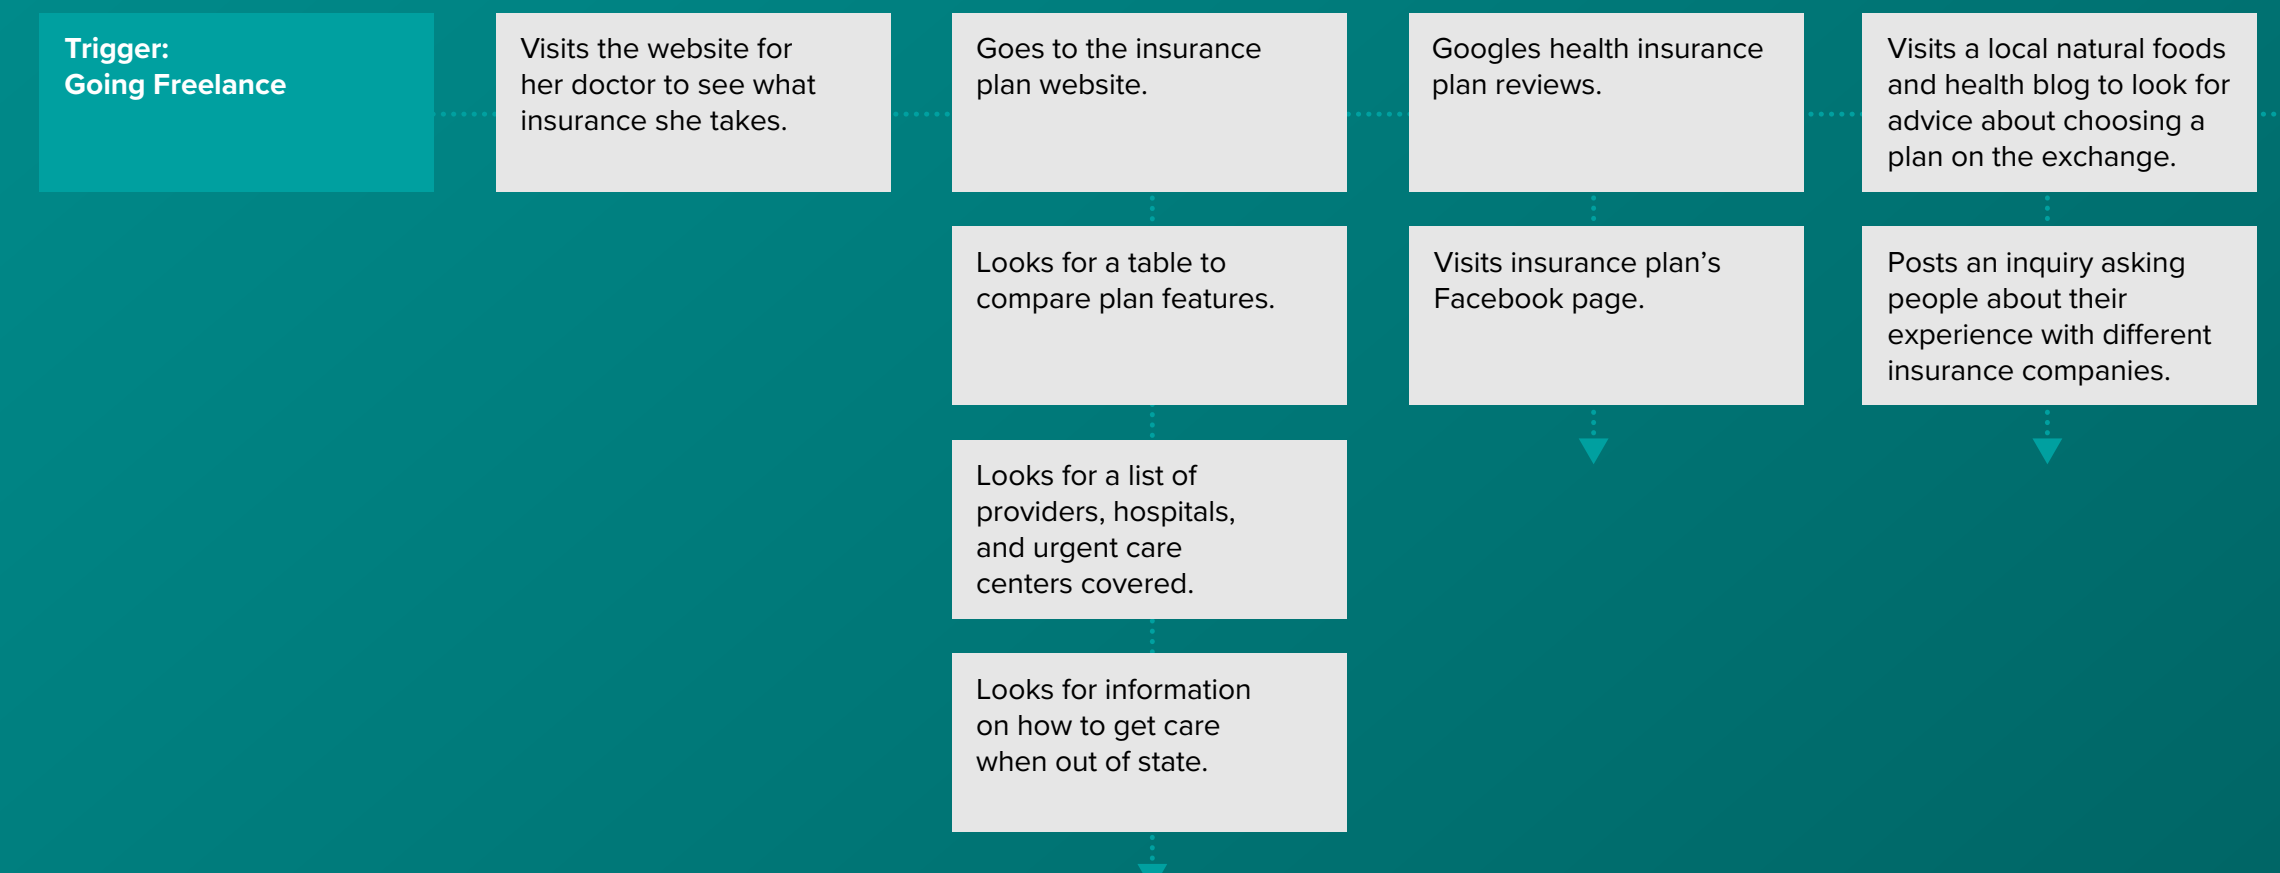 Trigger:
Going Freelance
Visits the website for
her doctor to see what
insurance she takes.
Goes to the insurance
plan website.
Looks for a table to
compare plan features.
Looks for a list of
providers, hospitals,
and urgent care
centers covered.
Looks for information
on how to get care
when out of state.
Googles health insurance
plan reviews.
Visits insurance plan’s
Facebook page.
Visits a local natural foods
and health blog to look for
advice about choosing a
plan on the exchange.
Posts an inquiry asking
people about their
experience with different
insurance companies.